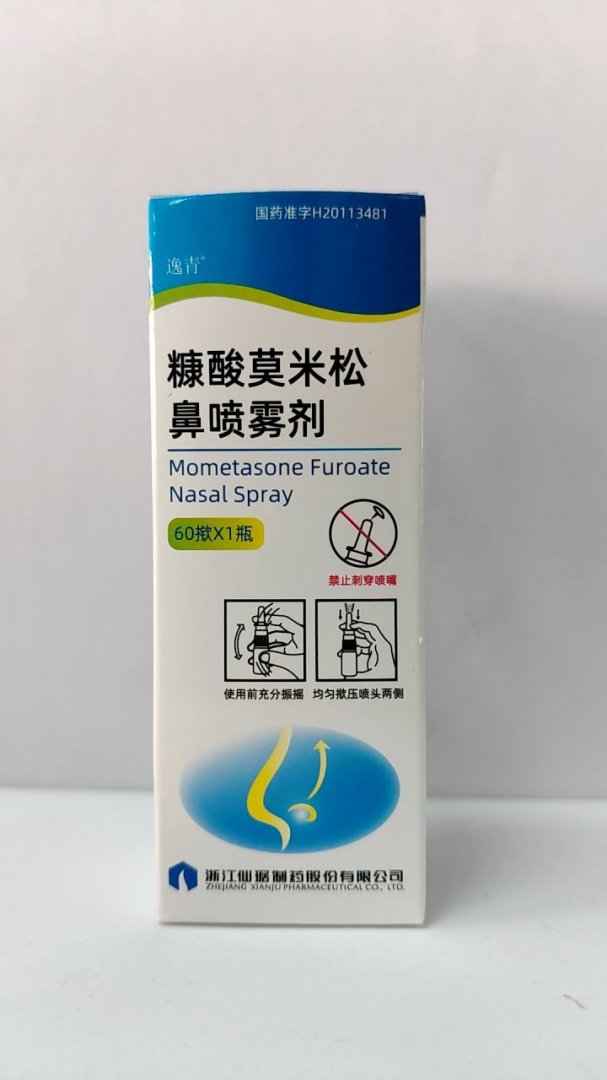 国药准字H20113481
逸青®
糠酸莫米松
鼻喷雾剂
Mometasone Furoate
Nasal Spray
60揿X1瓶
禁止刺穿喷嘴
使用前充分振摇 均匀揿压喷头两侧
浙江仙琚制药股份有限公司
ZHEJIANG XIANJU PHARMACEUTICAL CO., LTD.